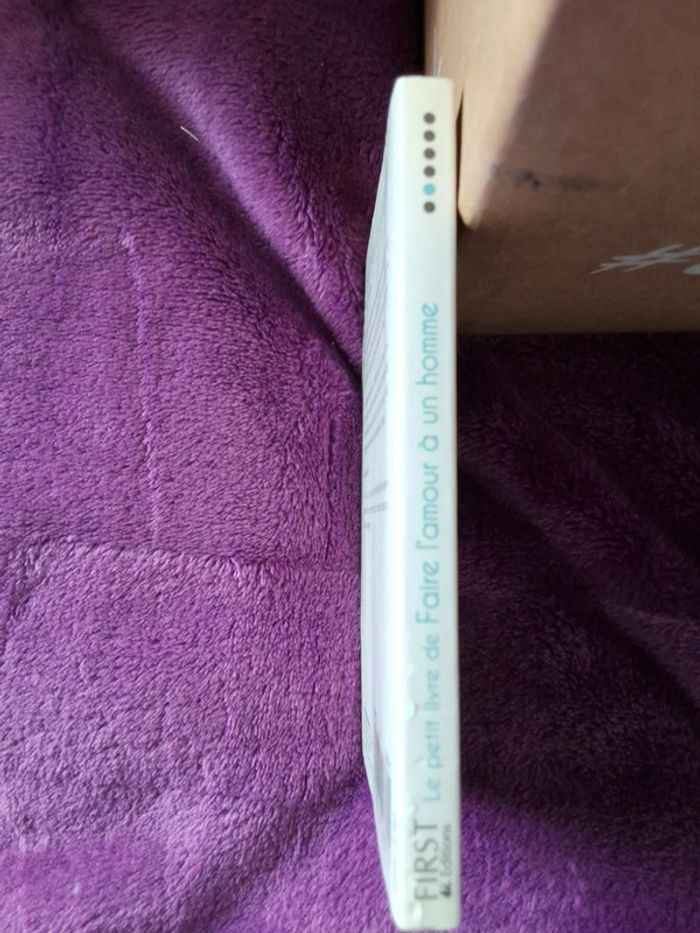 FIRST
Editions
Le petit livre de Faire l'amour à un homme
#